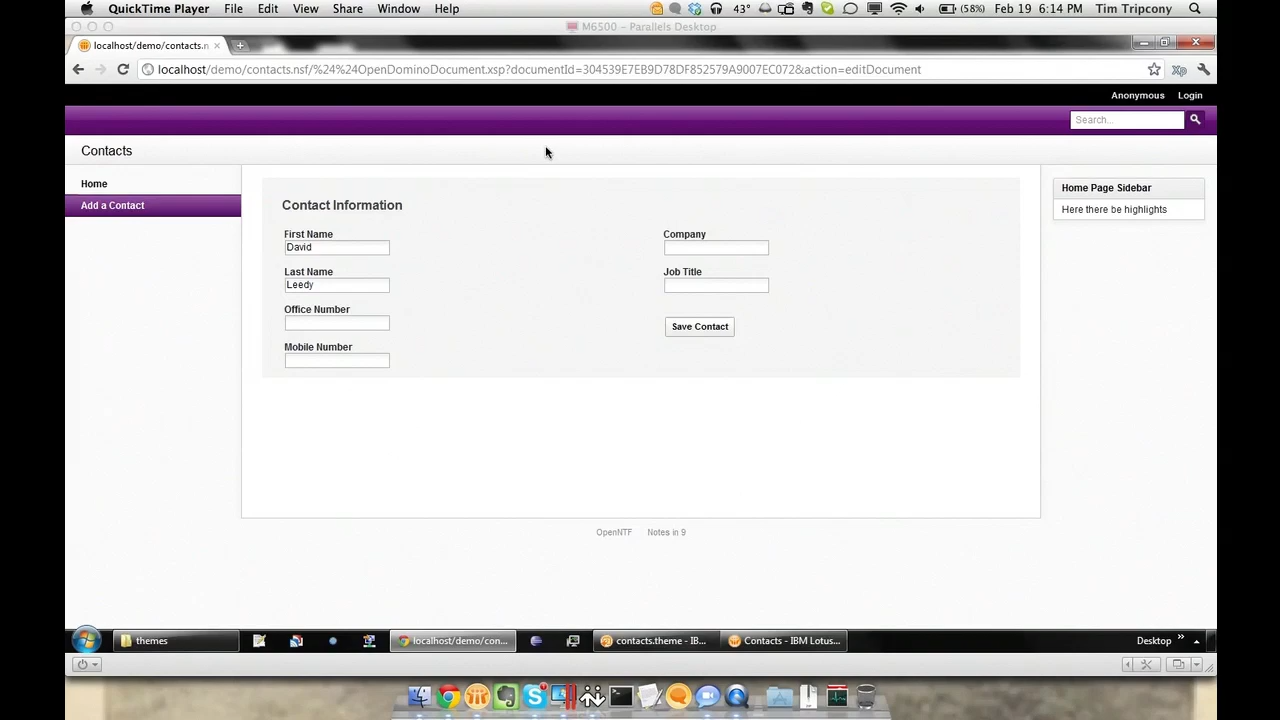 QuickTime Player File Edit View Share Window Help 43° (58%) Feb 19 6:14 PM Tim Tripcony
M6500 – Parallels Desktop
localhost/demo/contacts.n
localhost/demo/contacts.nsf/%24%24OpenDominoDocument.xsp?documentId=304539E7EB9D78DF852579A9007EC072&action=editDocument
Anonymous Login
Search...
Contacts
Home
Add a Contact
Contact Information
First Name
David
Last Name
Leedy
Office Number
Mobile Number
Company
Job Title
Save Contact
Home Page Sidebar
Here there be highlights
OpenNTF Notes in 9
themes localhost/demo/con... contacts.theme - IB... Contacts - IBM Lotus... Desktop